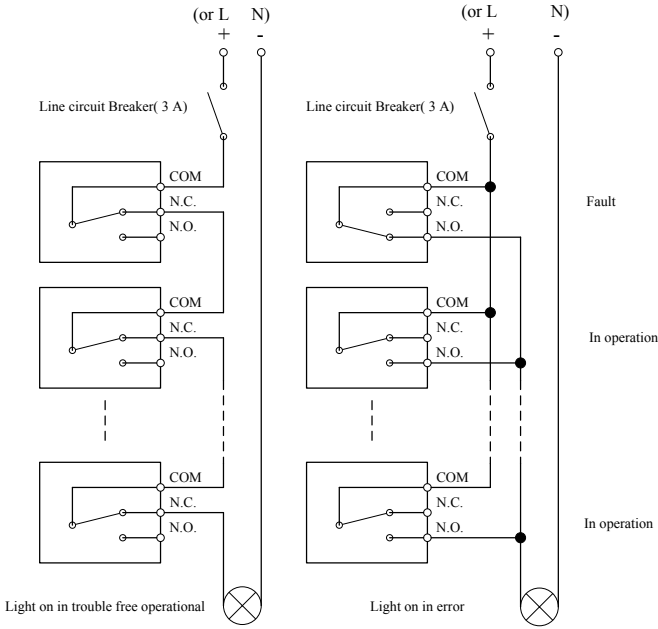 (or L N)
+ -
Line circuit Breaker( 3 A)
COM
N.C.
N.O.
COM
N.C.
N.O.
COM
N.C.
N.O.
Light on in trouble free operational
(or L N)
+ -
Line circuit Breaker( 3 A)
COM
N.C.
N.O.
Fault
COM
N.C.
N.O.
In operation
COM
N.C.
N.O.
In operation
Light on in error